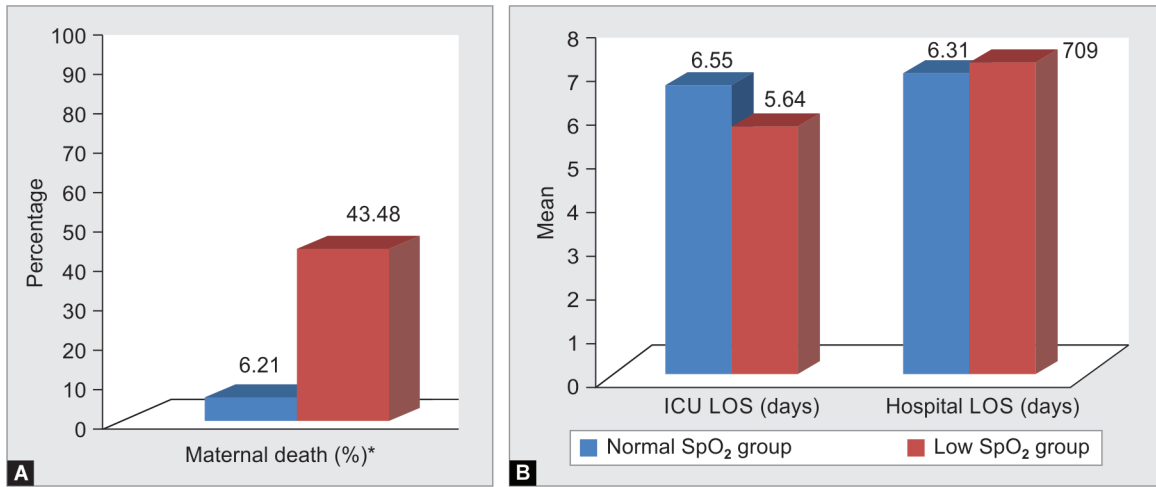 100
90
80
70
60
50
40
30
20
10
0
Percentage
6.21
43.48
Maternal death (%)*
A
8
7
6
5
4
3
2
1
0
Mean
6.55
5.64
6.31
709
ICU LOS (days)
Hospital LOS (days)
Normal SpO₂ group
Low SpO₂ group
B